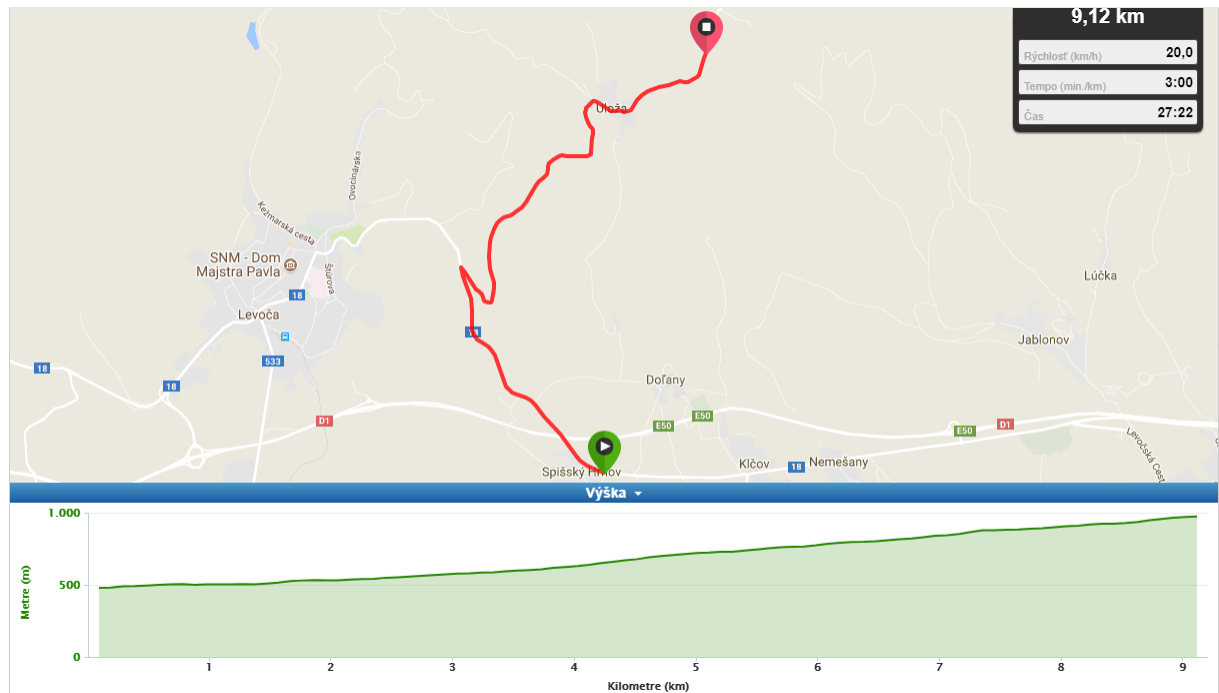 9,12 km
Rýchlosť (km/h) 20,0
Tempo (min./km) 3:00
Čas 27:22
Uloža
Ovocinárska
Kežmarská cesta
SNM - Dom
Majstra Pavla
Štúrova
18
Levoča
18
533
18
18
D1
Lúčka
Jablonov
Doľany
E50
E50
E50
D1
Levočská Cest
Klčov
18
Nemešany
Spišský Hrhov
Výška
1.000
500
0
Metre (m)
1
2
3
4
5
6
7
8
9
Kilometre (km)